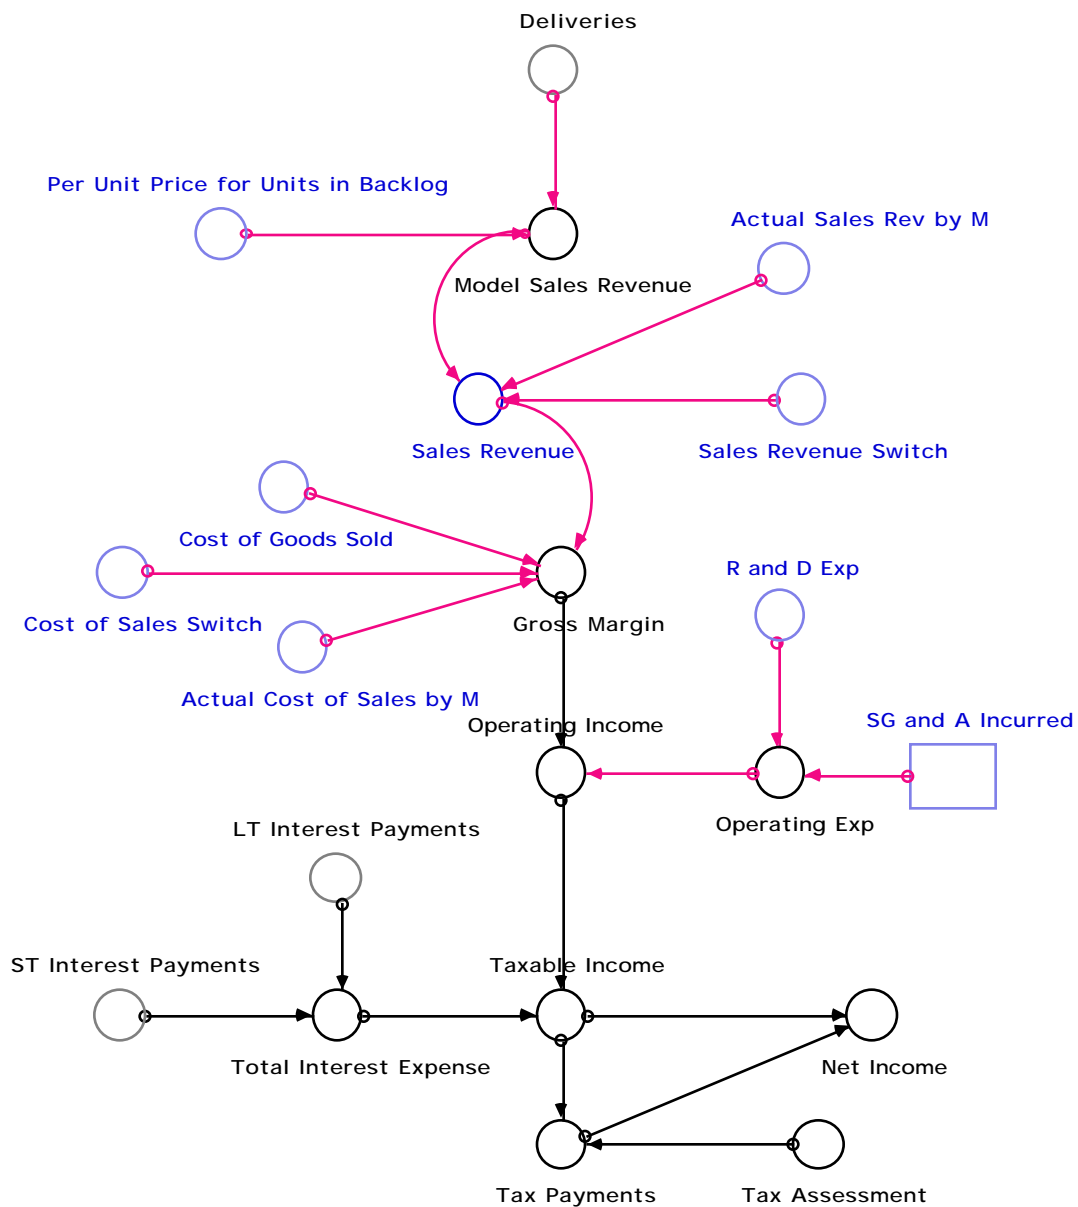 Deliveries
Per Unit Price for Units in Backlog
Actual Sales Rev by M
Model Sales Revenue
Sales Revenue
Sales Revenue Switch
Cost of Goods Sold
R and D Exp
Cost of Sales Switch
Gross Margin
Actual Cost of Sales by M
SG and A Incurred
Operating Income
Operating Exp
LT Interest Payments
ST Interest Payments
Taxable Income
Total Interest Expense
Net Income
Tax Payments
Tax Assessment